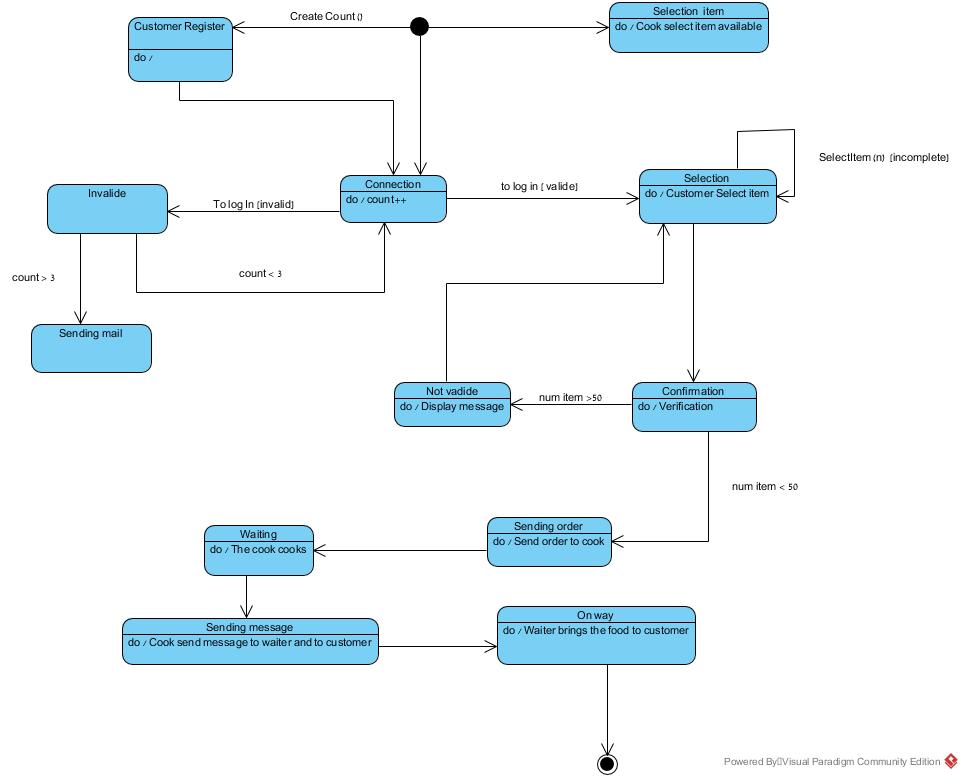 Create Count ()
Selection item
do / Cook select item available
Customer Register
do /
SelectItem (n) [incomplete]
Connection
do / count++
to log in [ valide]
Selection
do / Customer Select item
Invalide
To log In [invalid]
count > 3
count < 3
Sending mail
Not vadide
do / Display message
num item >50
Confirmation
do / Verification
num item < 50
Sending order
do / Send order to cook
Waiting
do / The cook cooks
Sending message
do / Cook send message to waiter and to customer
On way
do / Waiter brings the food to customer
Powered By Visual Paradigm Community Edition